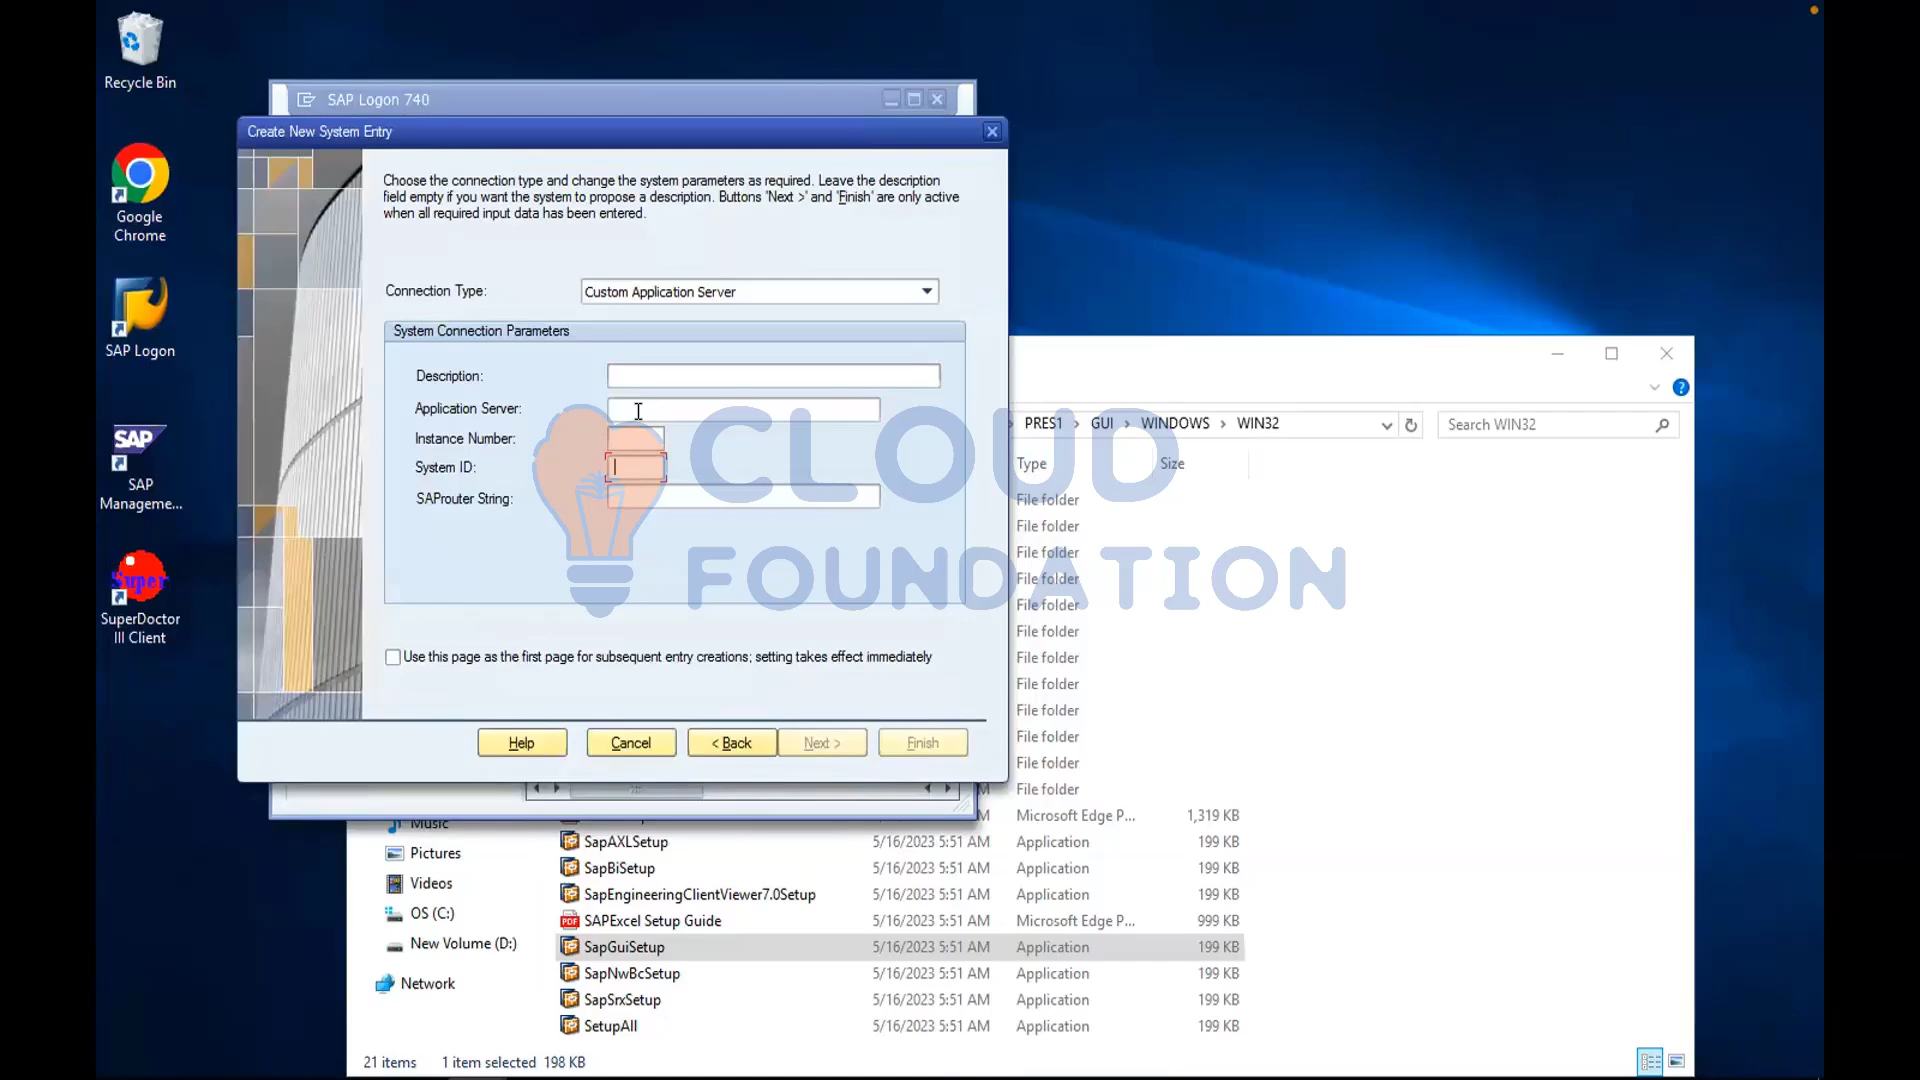 Recycle Bin
Google
Chrome
SAP Logon
SAP
SAP
Manageme...
Super
SuperDoctor
III Client
SAP Logon 740
Create New System Entry
Choose the connection type and change the system parameters as required. Leave the description
field empty if you want the system to propose a description. Buttons 'Next >' and 'Finish' are only active
when all required input data has been entered.
Connection Type:
Custom Application Server
System Connection Parameters
Description:
Application Server:
Instance Number:
System ID:
SAProuter String:
Use this page as the first page for subsequent entry creations; setting takes effect immediately
Help
Cancel
< Back
Next >
Finish
CLOUD
FOUNDATION
PRES1 > GUI > WINDOWS > WIN32
Search WIN32
Type Size
File folder
File folder
File folder
File folder
File folder
File folder
File folder
File folder
File folder
File folder
File folder
File folder
M Microsoft Edge P... 1,319 KB
SapAXLSetup 5/16/2023 5:51 AM Application 199 KB
SapBiSetup 5/16/2023 5:51 AM Application 199 KB
SapEngineeringClientViewer7.0Setup 5/16/2023 5:51 AM Application 199 KB
SAPExcel Setup Guide 5/16/2023 5:51 AM Microsoft Edge P... 999 KB
SapGuiSetup 5/16/2023 5:51 AM Application 199 KB
SapNwBcSetup 5/16/2023 5:51 AM Application 199 KB
SapSrxSetup 5/16/2023 5:51 AM Application 199 KB
SetupAll 5/16/2023 5:51 AM Application 199 KB
Music
Pictures
Videos
OS (C:)
New Volume (D:)
Network
21 items 1 item selected 198 KB